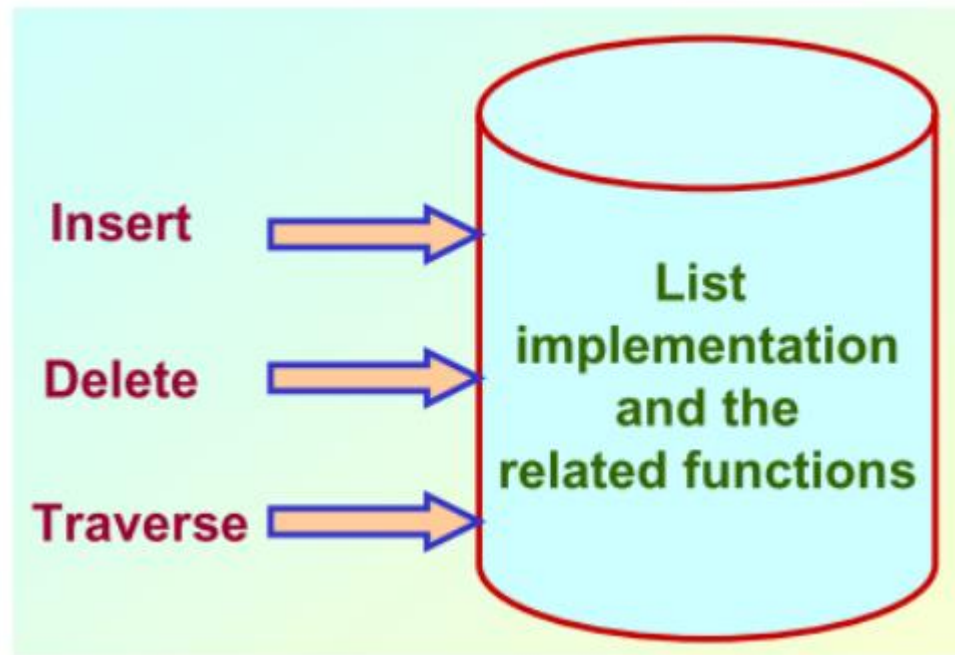 Insert
Delete
Traverse
List
implementation
and the
related functions